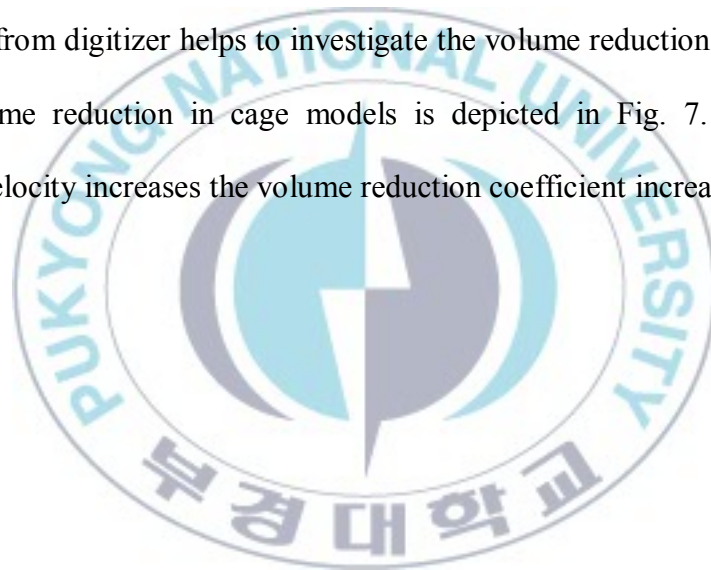 from digitizer helps to investigate the volume reduction
me reduction in cage models is depicted in Fig. 7.
elocity increases the volume reduction coefficient increa
PUKYONG NATIONAL UNIVERSITY
부경대학교